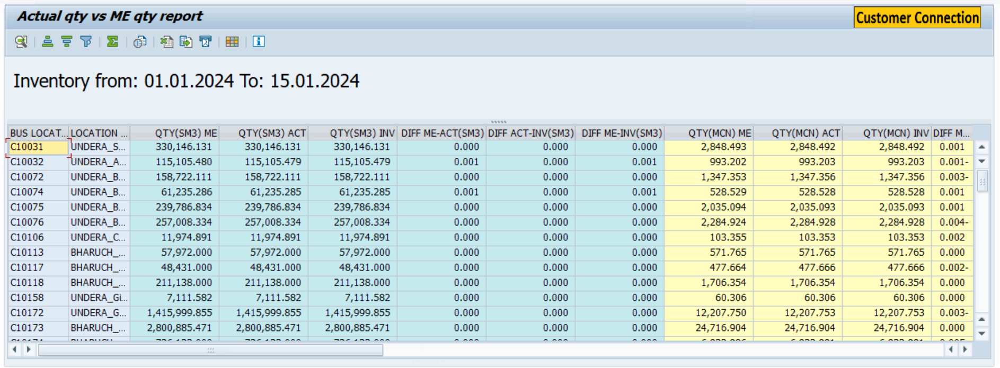 Actual qty vs ME qty report
Customer Connection
Inventory from: 01.01.2024 To: 15.01.2024
BUS LOCAT... LOCATION ... QTY(SM3) ME QTY(SM3) ACT QTY(SM3) INV DIFF ME-ACT(SM3) DIFF ACT-INV(SM3) DIFF ME-INV(SM3) QTY(MCN) ME QTY(MCN) ACT QTY(MCN) INV DIFF M...
C10031 UNDERA_S... 330,146.131 330,146.131 330,146.131 0.000 0.000 0.000 2,848.493 2,848.492 2,848.492 0.001
C10032 UNDERA_A... 115,105.480 115,105.479 115,105.479 0.001 0.000 0.001 993.202 993.203 993.203 0.001-
C10072 UNDERA_B... 158,722.111 158,722.111 158,722.111 0.000 0.000 0.000 1,347.353 1,347.356 1,347.356 0.003-
C10074 UNDERA_B... 61,235.286 61,235.285 61,235.285 0.001 0.000 0.001 528.529 528.528 528.528 0.001
C10075 UNDERA_B... 239,786.834 239,786.834 239,786.834 0.000 0.000 0.000 2,035.094 2,035.093 2,035.093 0.001
C10076 UNDERA_B... 257,008.334 257,008.334 257,008.334 0.000 0.000 0.000 2,284.924 2,284.928 2,284.928 0.004-
C10106 UNDERA_C... 11,974.891 11,974.891 11,974.891 0.000 0.000 0.000 103.355 103.353 103.353 0.002
C10113 BHARUCH_... 57,972.000 57,972.000 57,972.000 0.000 0.000 0.000 571.765 571.765 571.765 0.000
C10117 BHARUCH_... 48,431.000 48,431.000 48,431.000 0.000 0.000 0.000 477.664 477.666 477.666 0.002-
C10118 BHARUCH_... 211,138.000 211,138.000 211,138.000 0.000 0.000 0.000 1,706.354 1,706.354 1,706.354 0.000
C10158 UNDERA_Gi... 7,111.582 7,111.582 7,111.582 0.000 0.000 0.000 60.306 60.306 60.306 0.000
C10172 UNDERA_G... 1,415,999.855 1,415,999.855 1,415,999.855 0.000 0.000 0.000 12,207.750 12,207.753 12,207.753 0.003-
C10173 BHARUCH_... 2,800,885.471 2,800,885.471 2,800,885.471 0.000 0.000 0.000 24,716.904 24,716.904 24,716.904 0.000